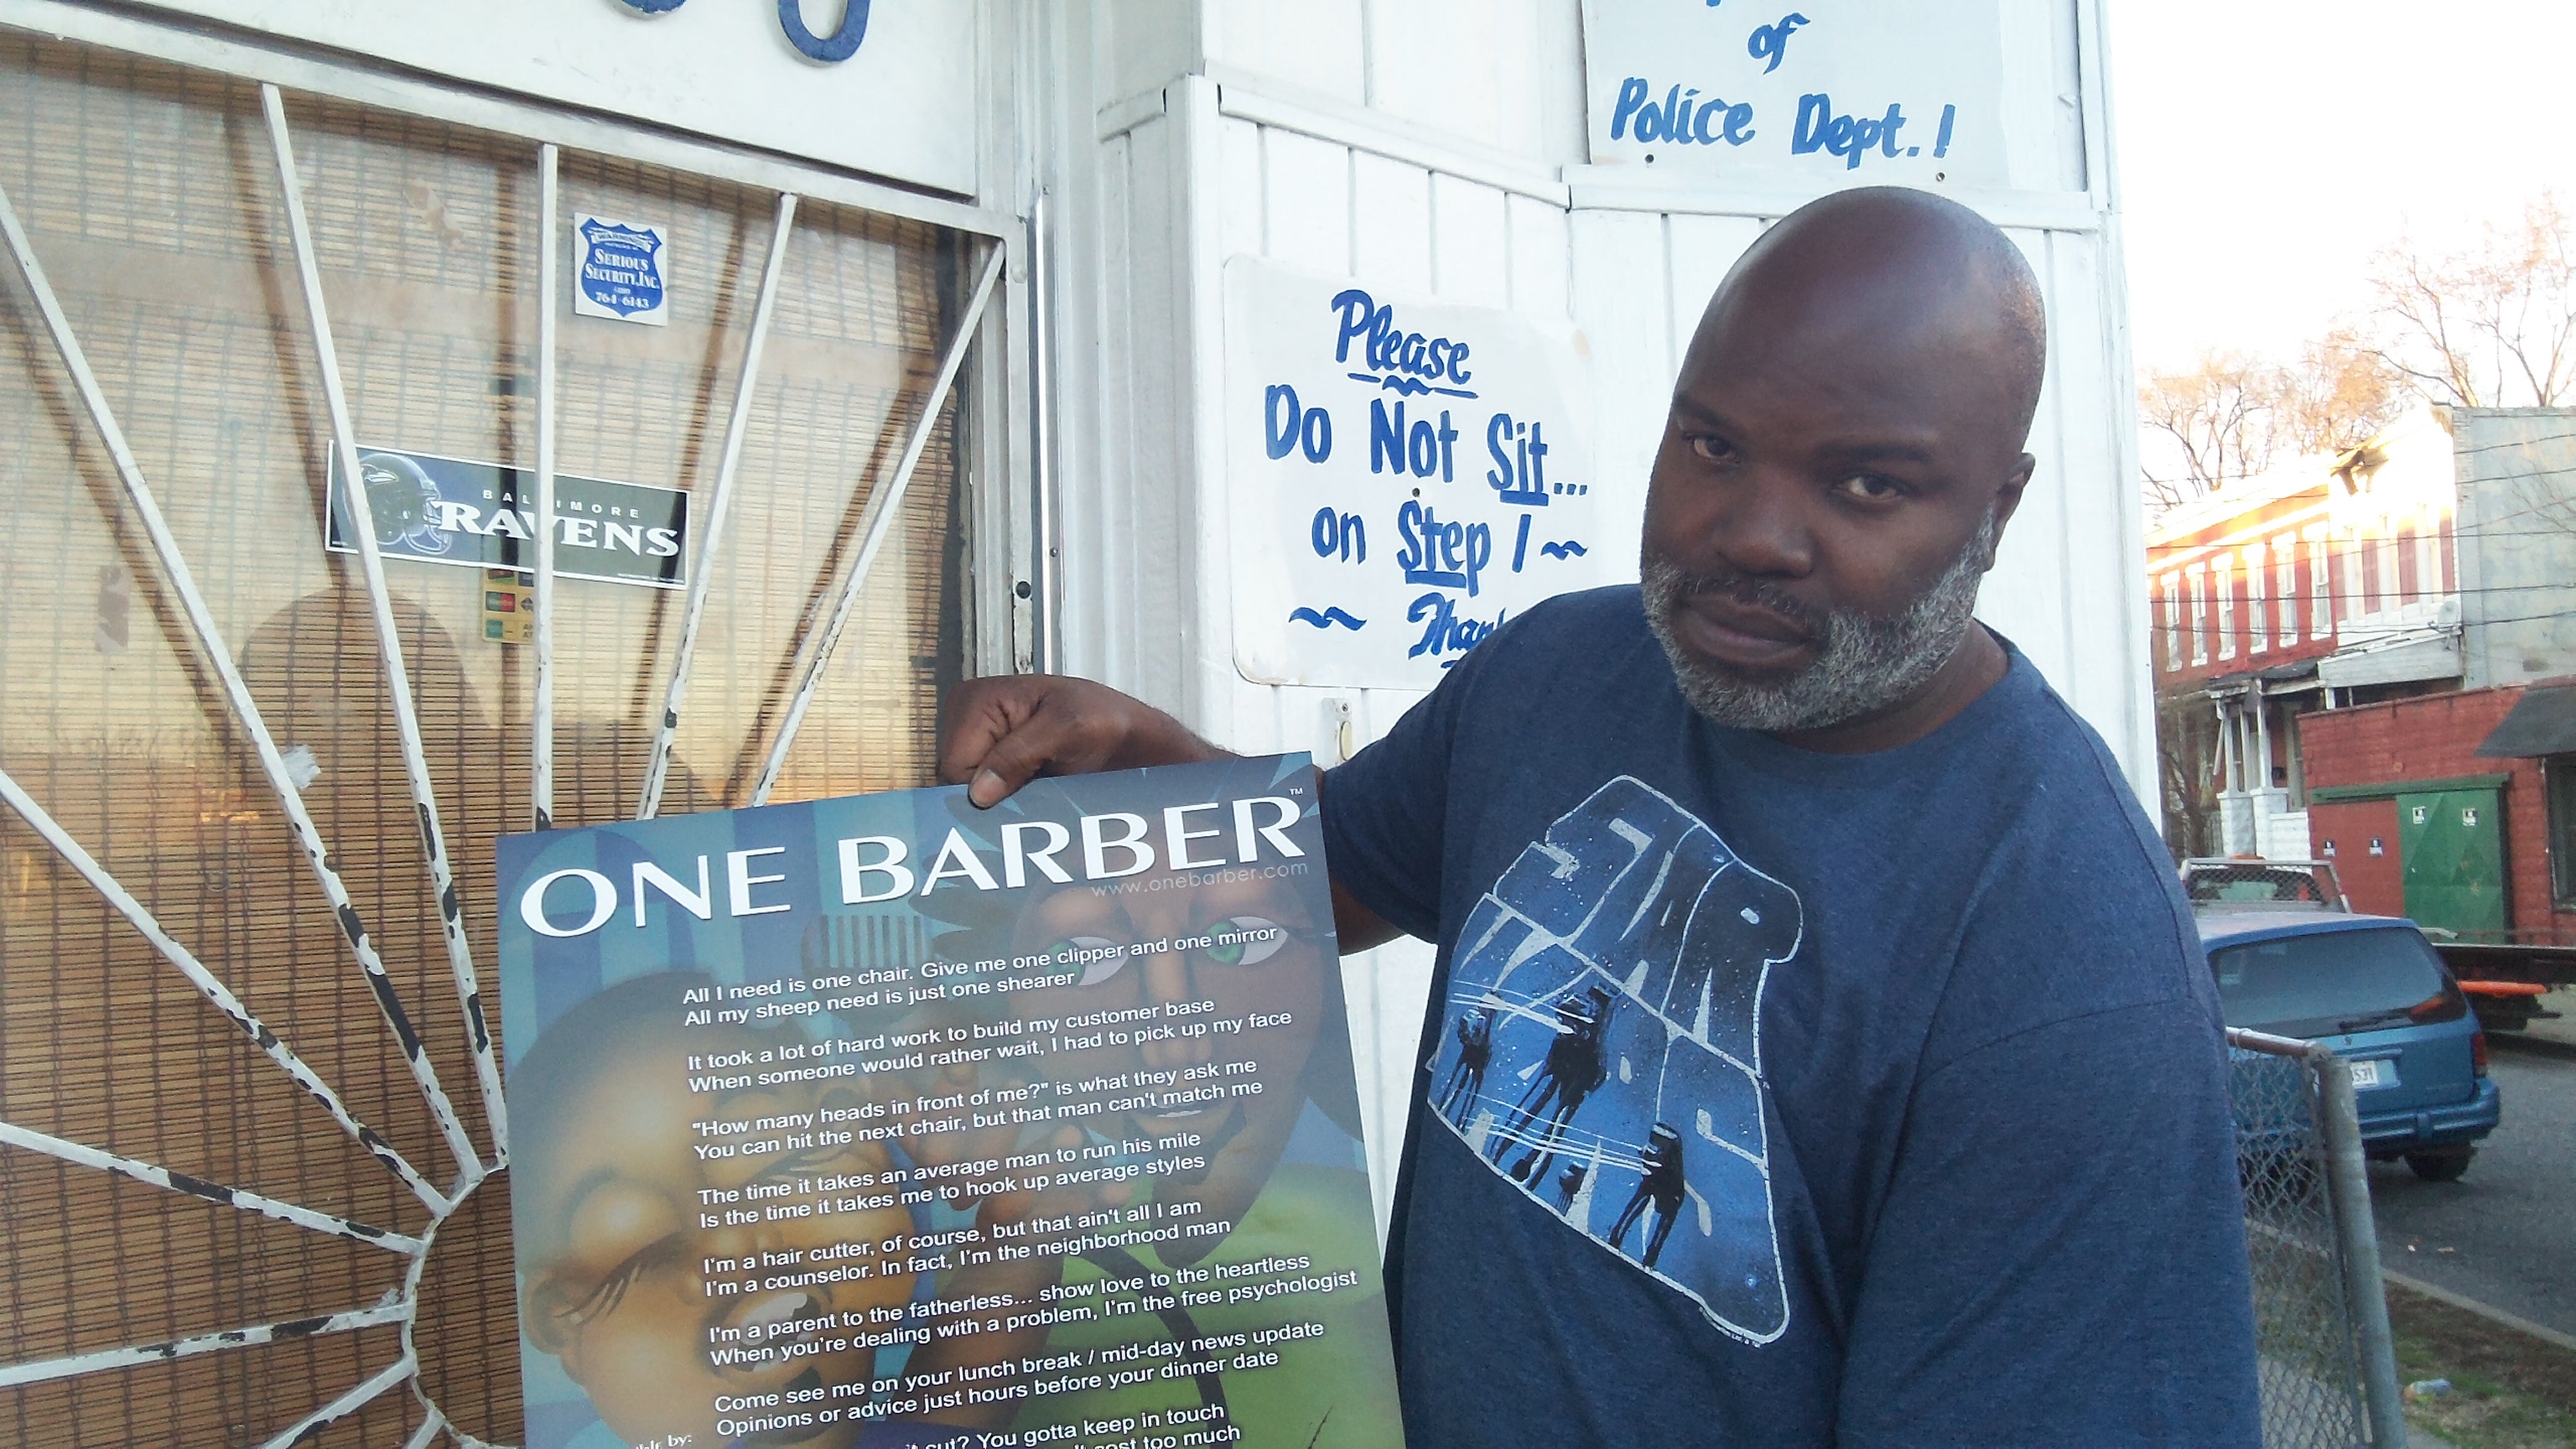 of
Police Dept.!
SERIOUS
SECURITY, INC.
764-6143
Please
Do Not Sit...
on Step!
BALTIMORE
RAVENS
ONE BARBER™
www.onebarber.com
All I need is one chair. Give me one clipper and one mirror
All my sheep need is just one shearer
It took a lot of hard work to build my customer base
When someone would rather wait, I had to pick up my face
"How many heads in front of me?" is what they ask me
You can hit the next chair, but that man can't match me
The time it takes an average man to run his mile
Is the time it takes me to hook up average styles
I'm a hair cutter, of course, but that ain't all I am
I'm a counselor. In fact, I'm the neighborhood man
I'm a parent to the fatherless... show love to the heartless
When you're dealing with a problem, I'm the free psychologist
Come see me on your lunch break / mid-day news update
Opinions or advice just hours before your dinner date
cut? You gotta keep in touch
cost too much
by:
STAR
WARS